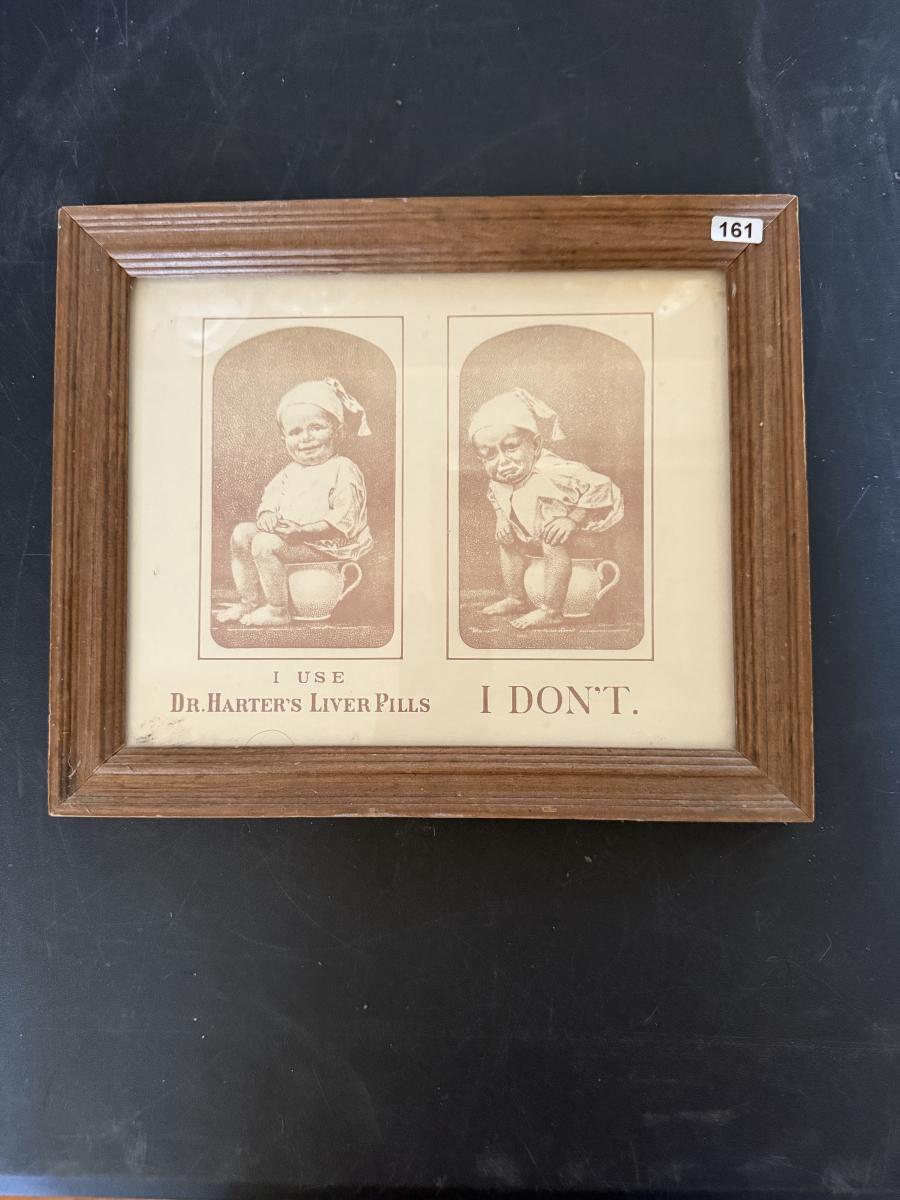 161
I USE
DR. HARTER'S LIVER PILLS
I DON'T.